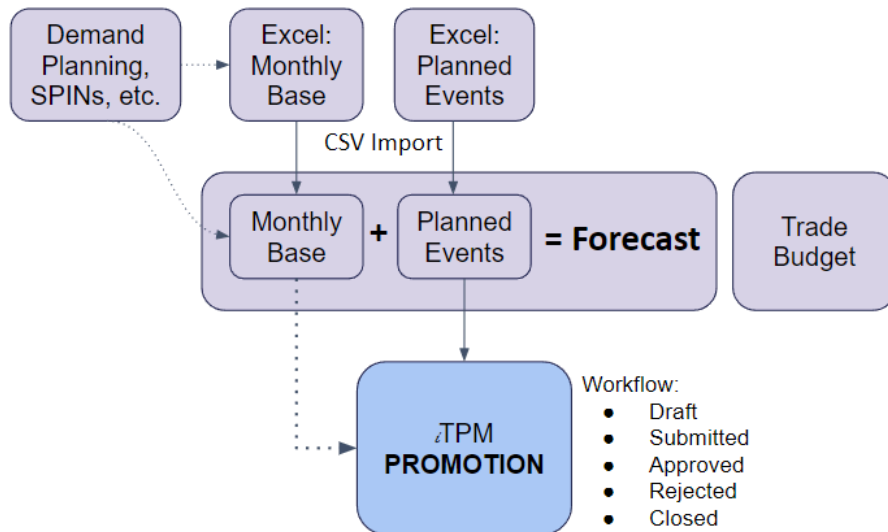 Demand
Planning,
SPINs, etc.
Excel:
Monthly
Base
Excel:
Planned
Events
CSV Import
Monthly
Base
+
Planned
Events
= Forecast
Trade
Budget
iTPM
PROMOTION
Workflow:
● Draft
● Submitted
● Approved
● Rejected
● Closed